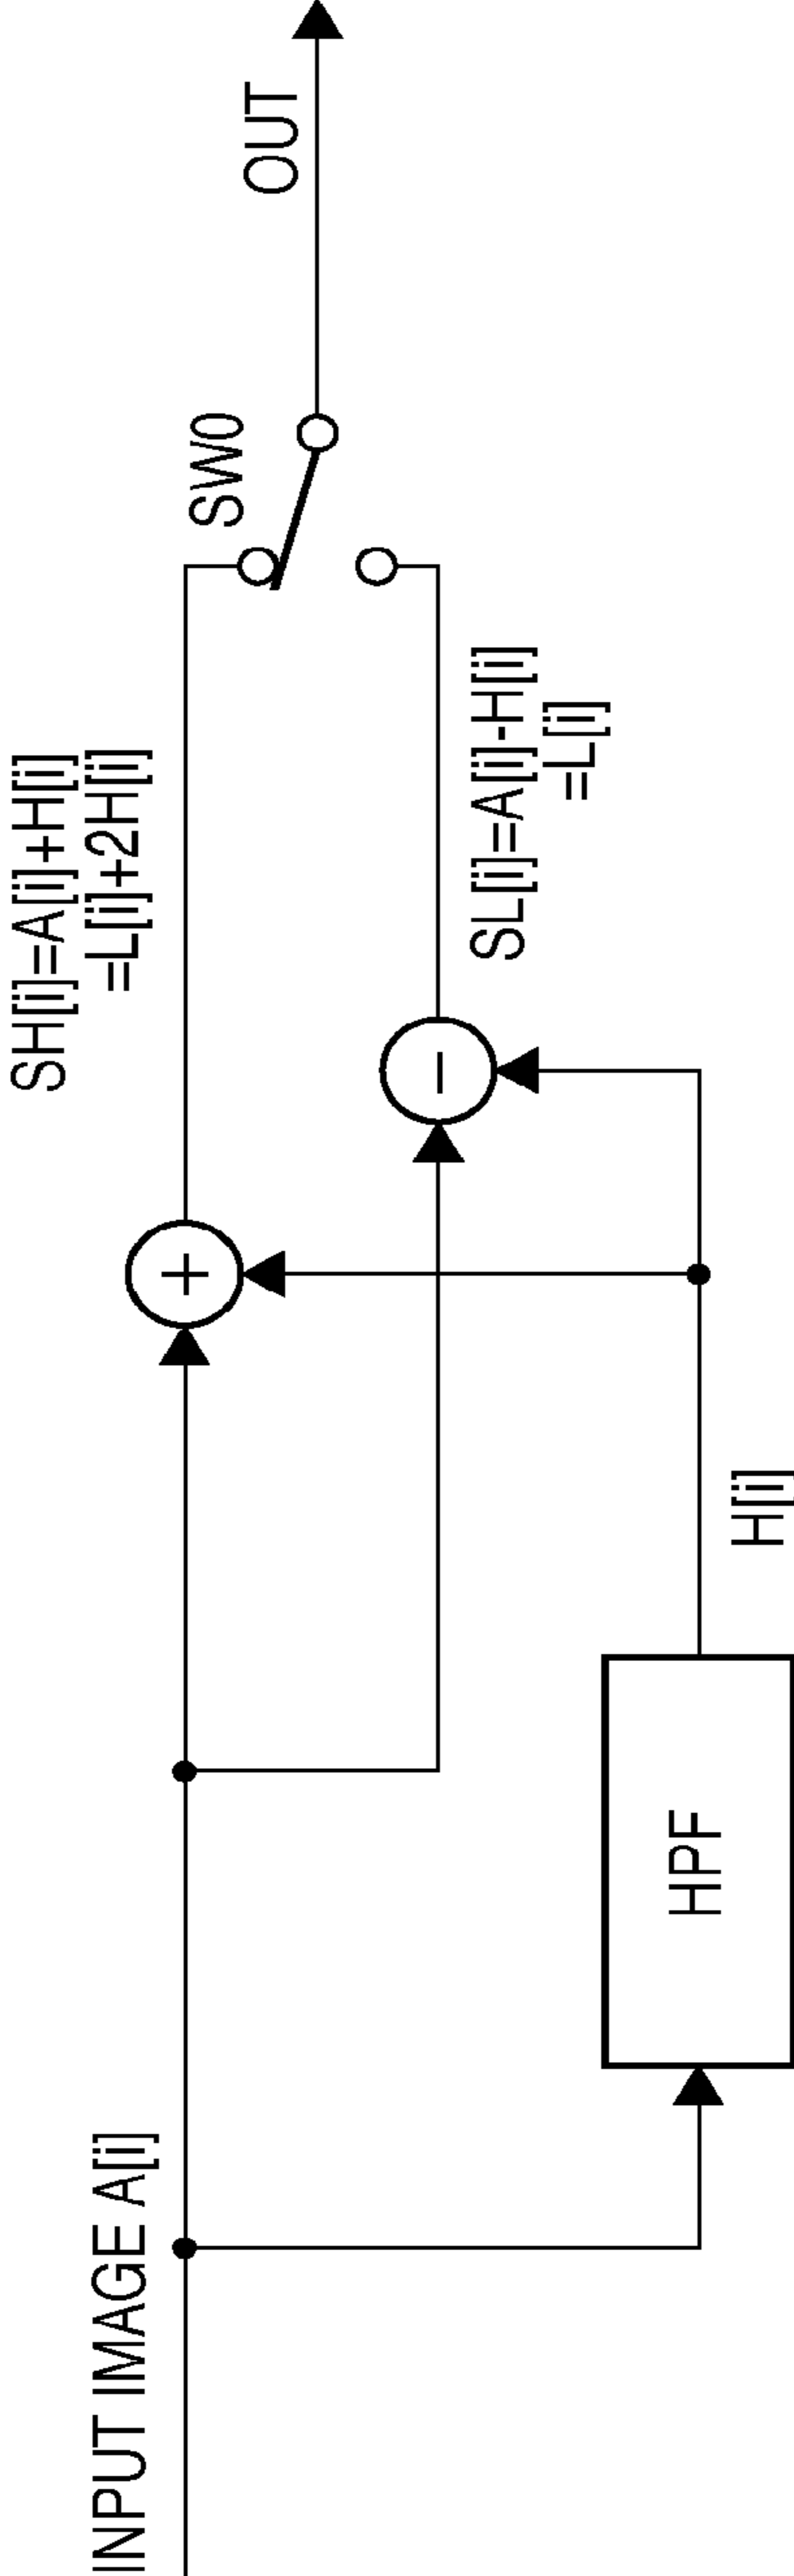 INPUT IMAGE A[i]
HPF
H[i]
+
−
SH[i]=A[i]+H[i]
=L[i]+2H[i]
SL[i]=A[i]-H[i]
=L[i]
SW0
OUT